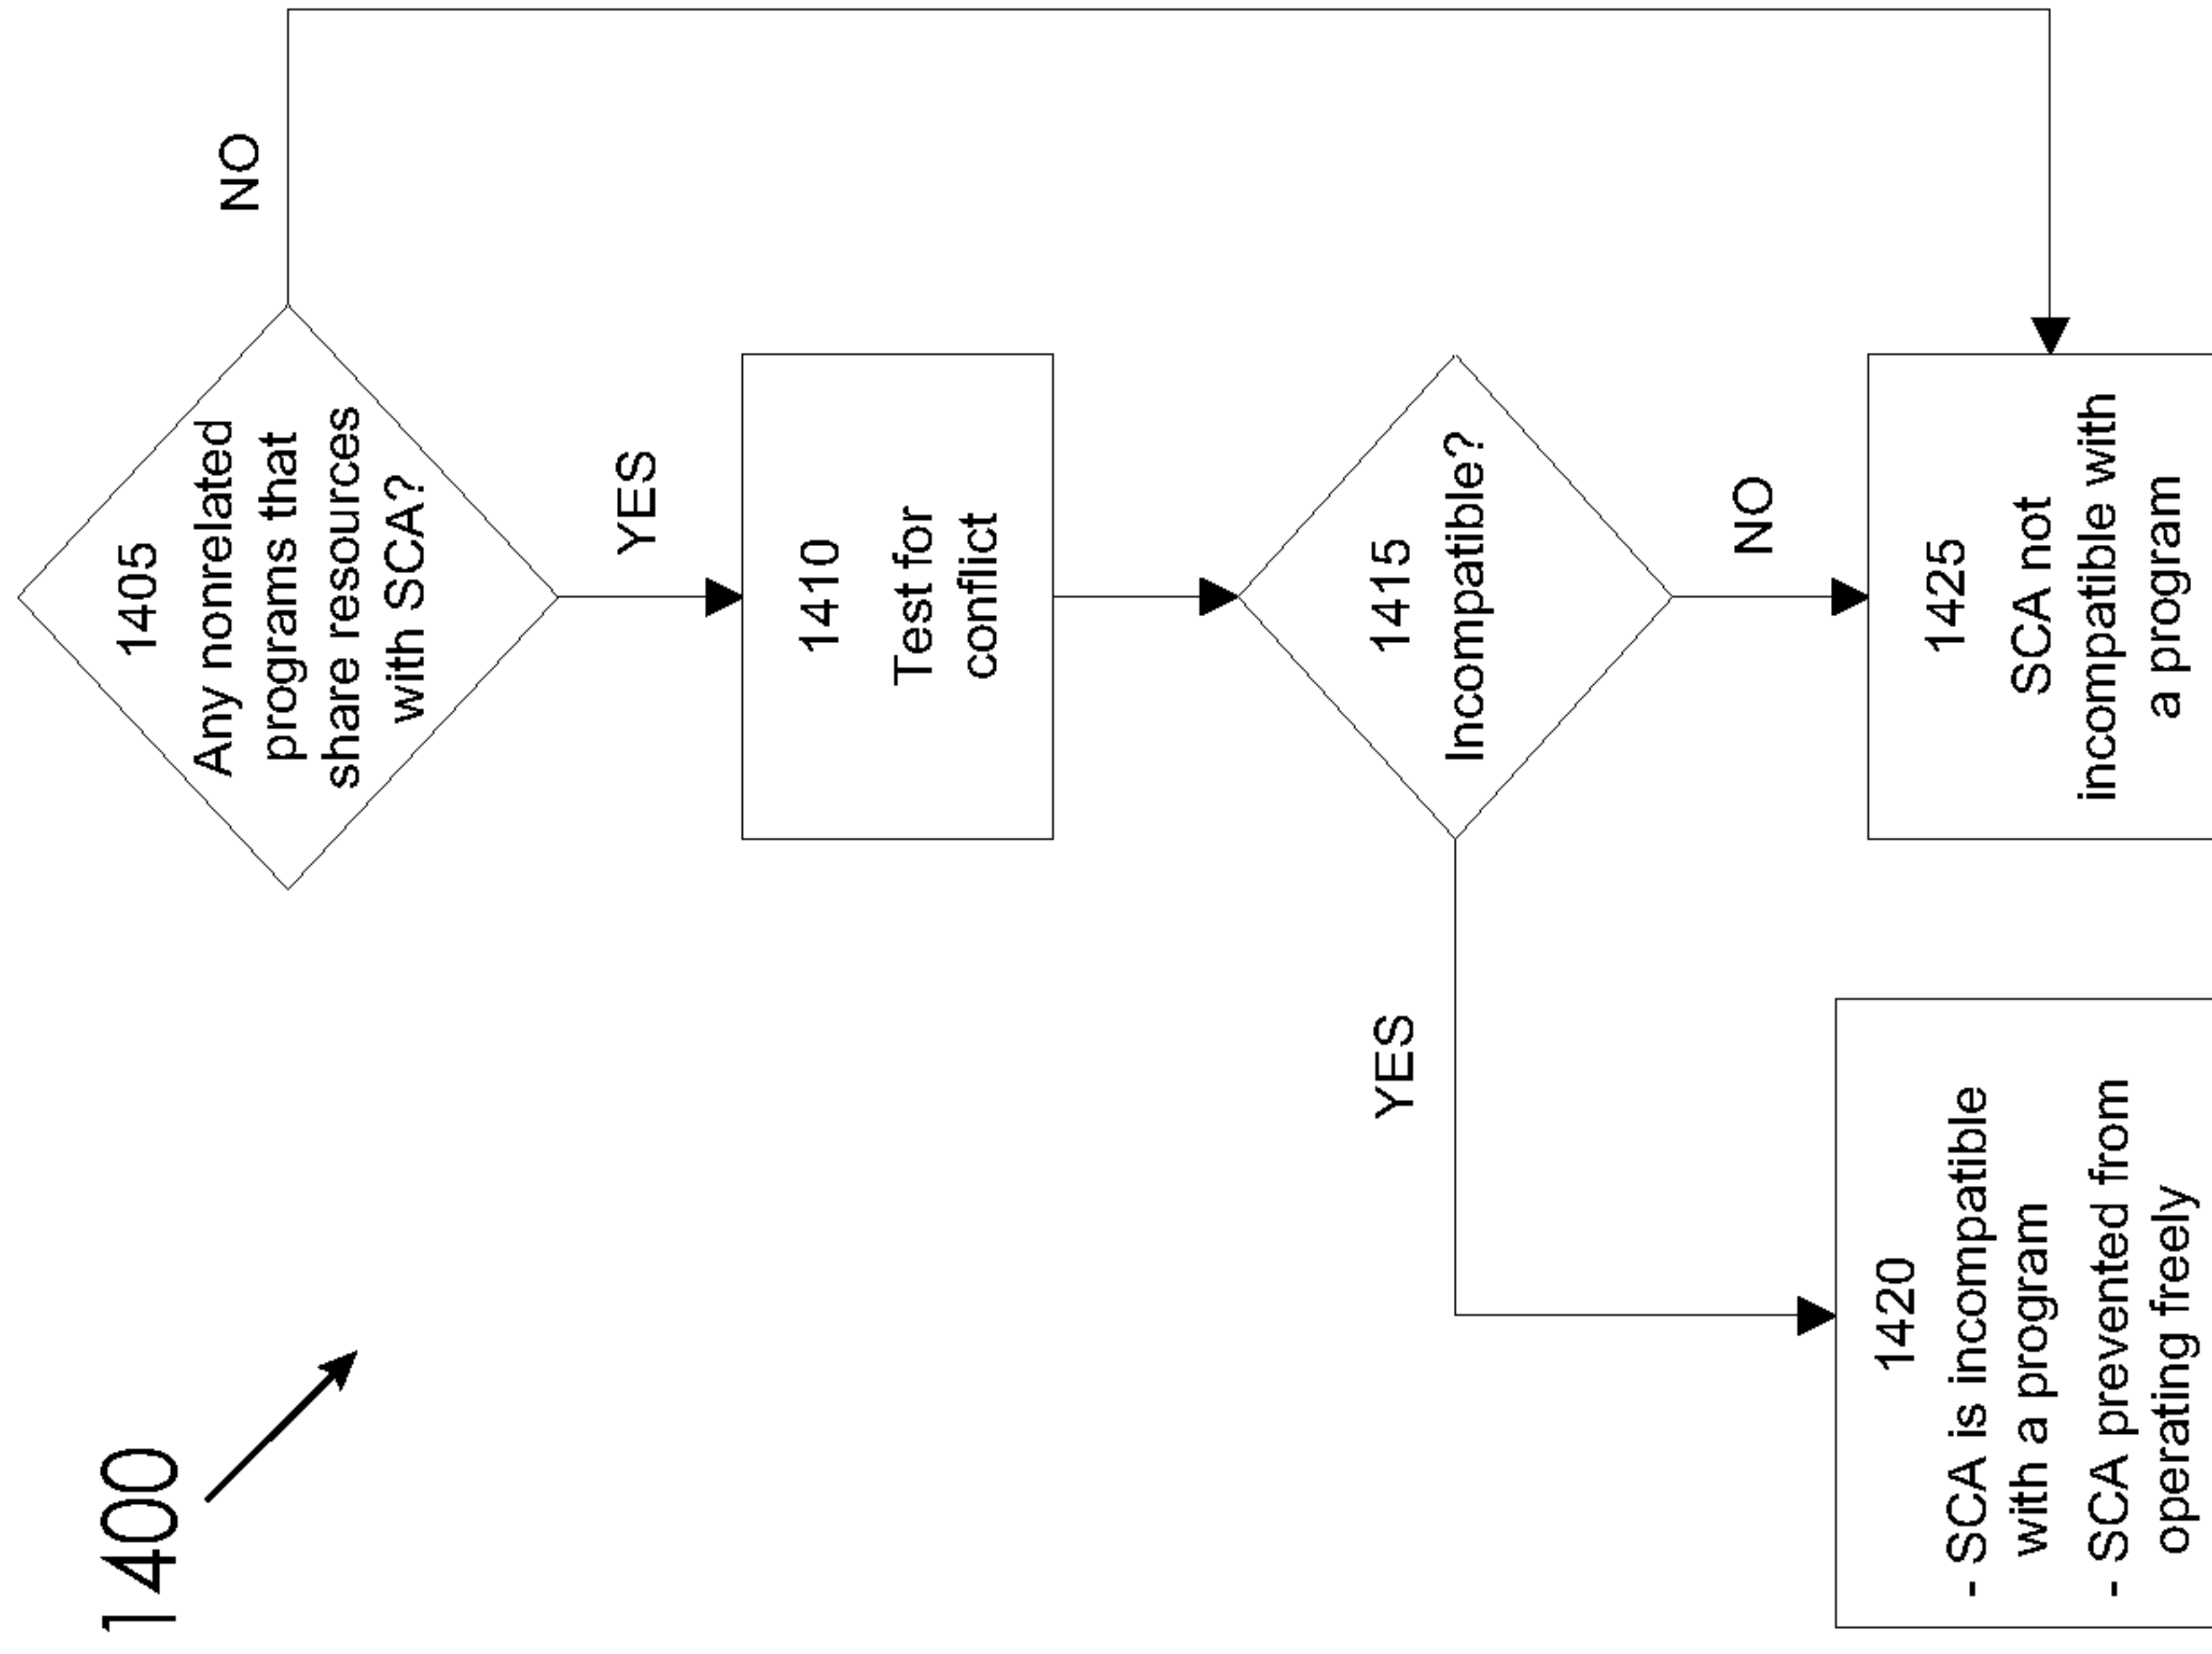 1400
1405
Any nonrelated
programs that
share resources
with SCA?
NO
YES
1410
Test for
conflict
1415
Incompatible?
YES
NO
1420
- SCA is incompatible
with a program
- SCA prevented from
operating freely
1425
SCA not
incompatible with
a program